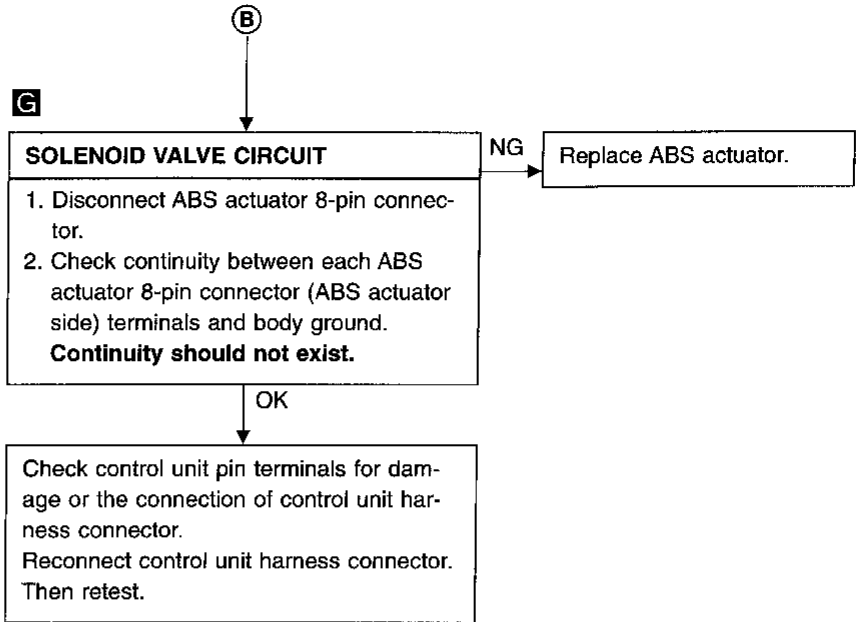 B
G
SOLENOID VALVE CIRCUIT
NG
Replace ABS actuator.
1. Disconnect ABS actuator 8-pin connec-
tor.
2. Check continuity between each ABS
actuator 8-pin connector (ABS actuator
side) terminals and body ground.
Continuity should not exist.
OK
Check control unit pin terminals for dam-
age or the connection of control unit har-
ness connector.
Reconnect control unit harness connector.
Then retest.